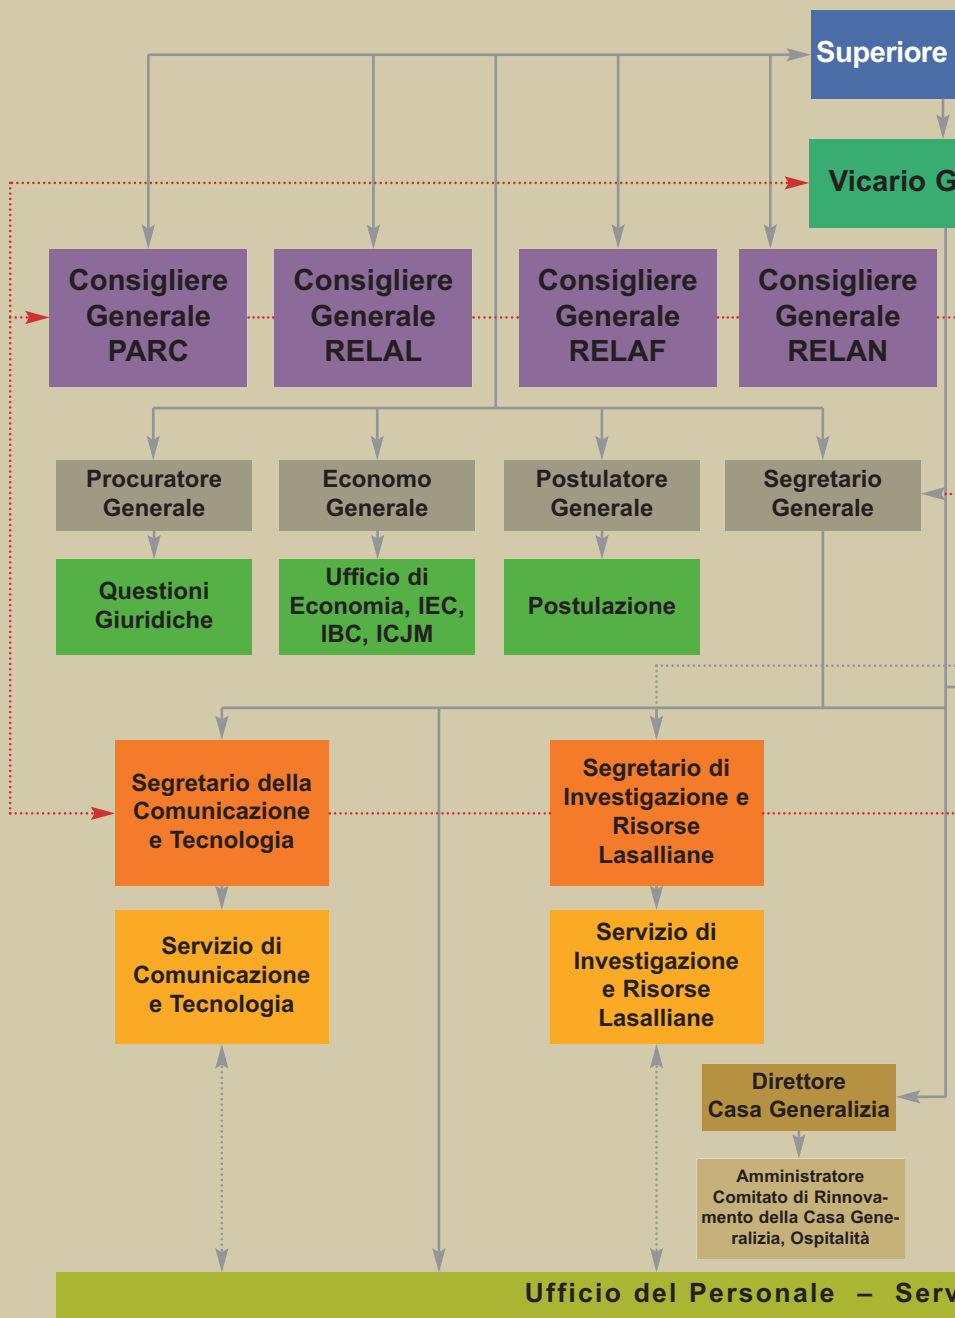 Superiore
Vicario G
Consigliere
Generale
PARC
Consigliere
Generale
RELAL
Consigliere
Generale
RELAF
Consigliere
Generale
RELAN
Procuratore
Generale
Economo
Generale
Postulatore
Generale
Segretario
Generale
Questioni
Giuridiche
Ufficio di
Economia, IEC,
IBC, ICJM
Postulazione
Segretario della
Comunicazione
e Tecnologia
Segretario di
Investigazione e
Risorse
Lasalliane
Servizio di
Comunicazione
e Tecnologia
Servizio di
Investigazione
e Risorse
Lasalliane
Direttore
Casa Generalizia
Amministratore
Comitato di Rinnova-
mento della Casa Gene-
ralizia, Ospitalità
Ufficio del Personale – Serv